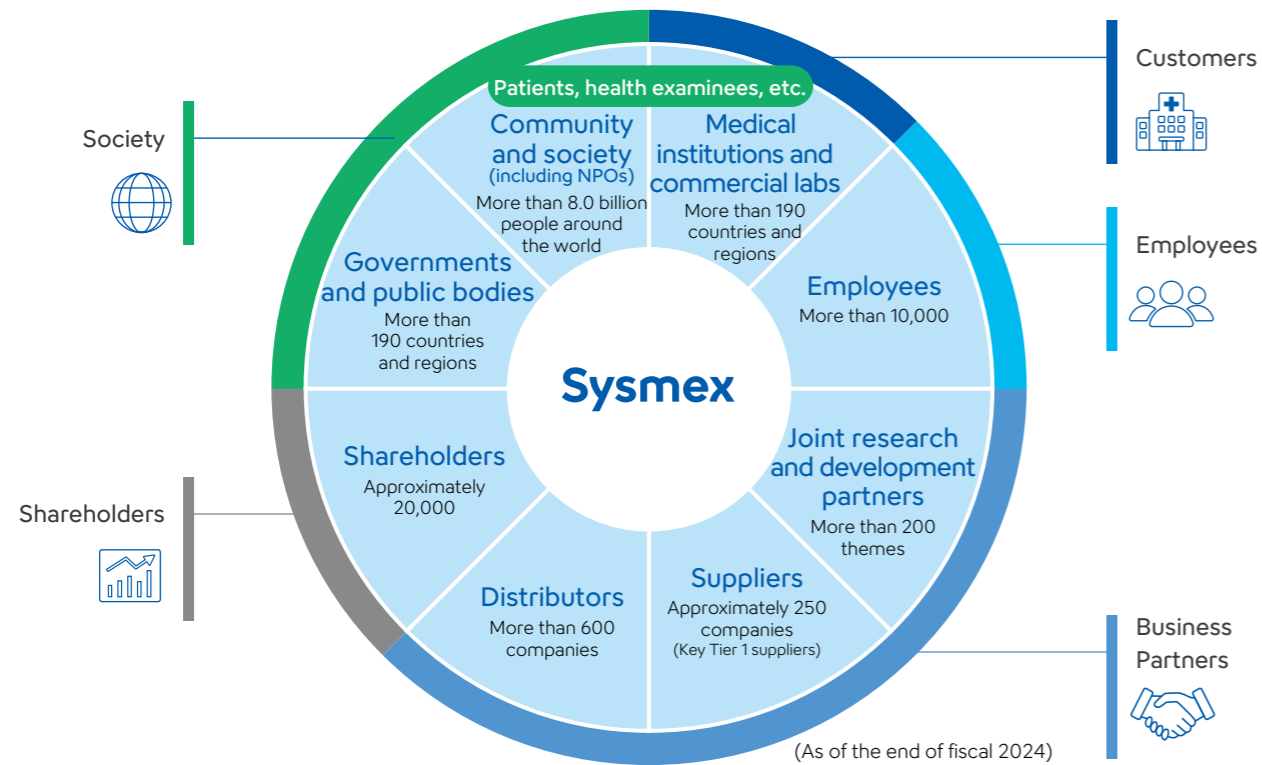 Patients, health examinees, etc.
Community
and society
(including NPOs)
More than 8.0 billion
people around
the world
Medical
institutions and
commercial labs
More than 190
countries and
regions
Customers
Employees
Employees
More than 10,000
Joint research
and development
partners
More than 200
themes
Suppliers
Approximately 250
companies
(Key Tier 1 suppliers)
Business
Partners
Distributors
More than 600
companies
Shareholders
Approximately
20,000
Shareholders
Governments
and public bodies
More than
190 countries
and regions
Society
Sysmex
(As of the end of fiscal 2024)